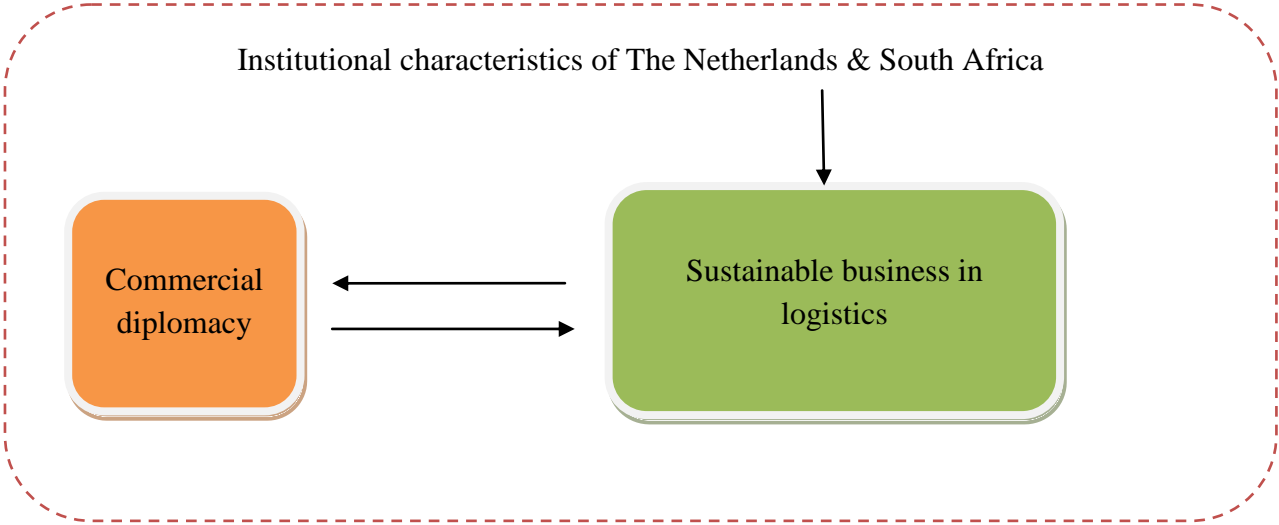 Institutional characteristics of The Netherlands & South Africa
Commercial
diplomacy
Sustainable business in
logistics